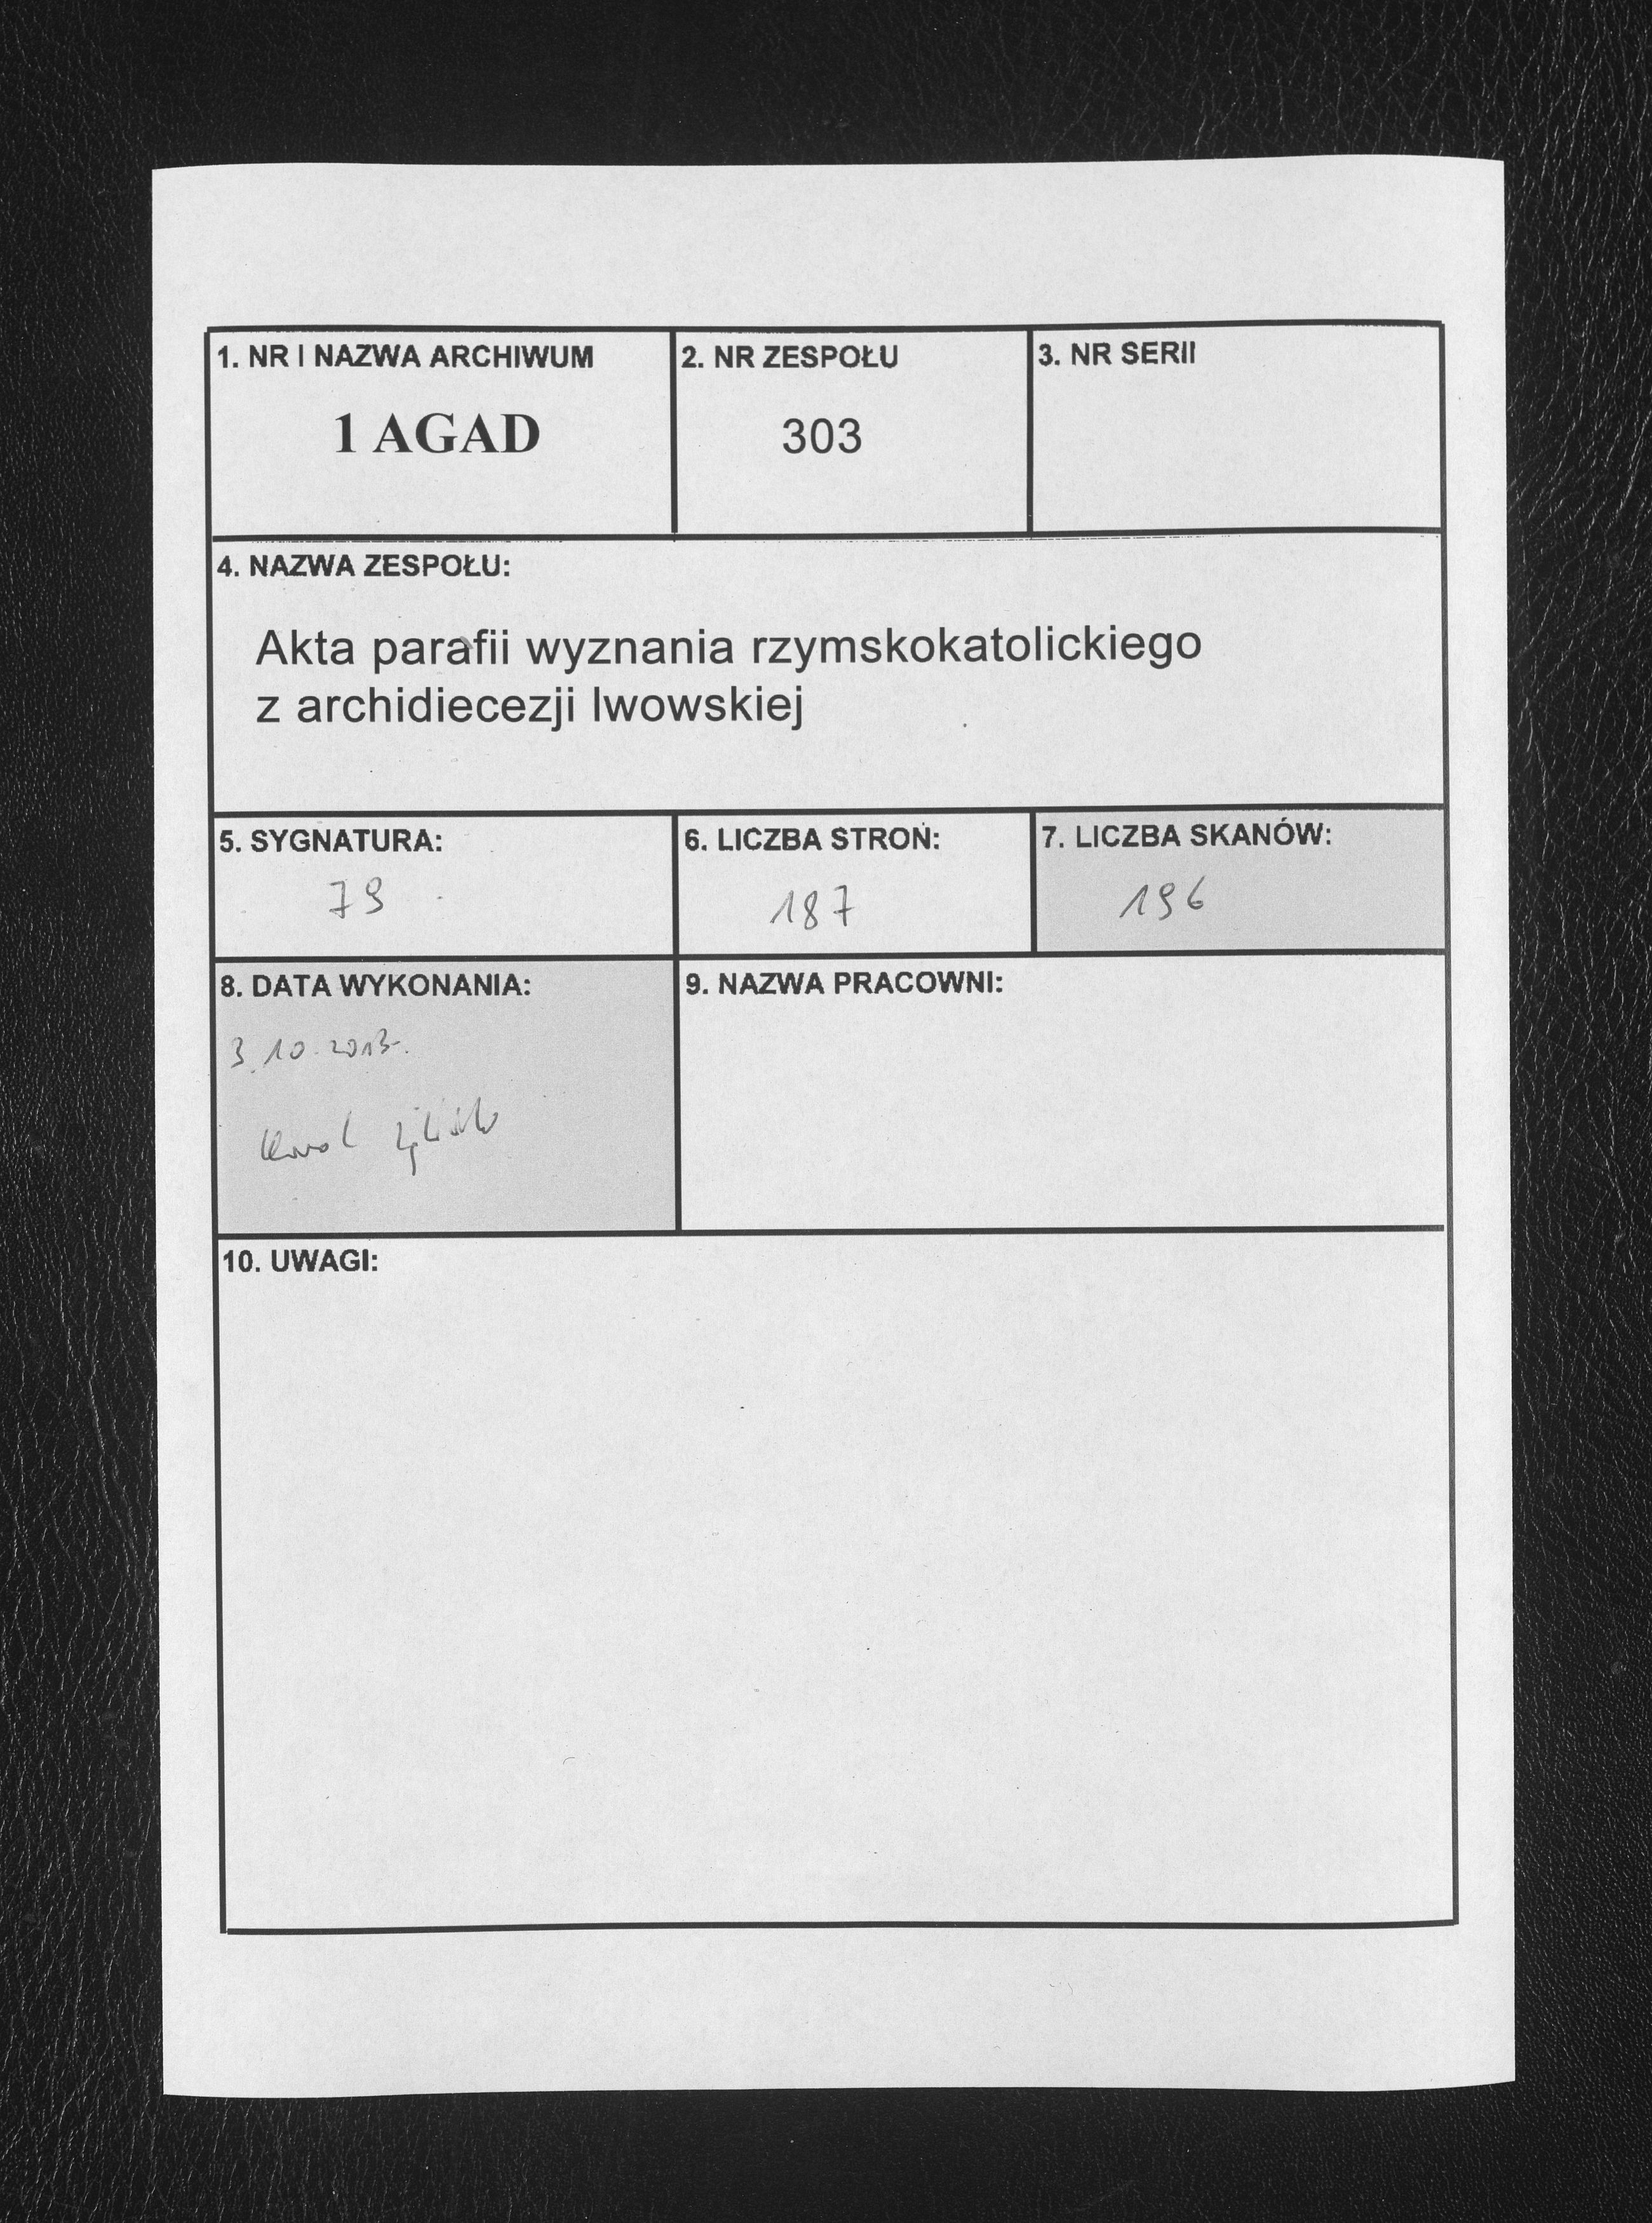 1. NR I NAZWA ARCHIWUM
1 AGAD
2. NR ZESPOŁU
303
3. NR SERII
4. NAZWA ZESPOŁU:
Akta parafii wyznania rzymskokatolickiego
z archidiecezji lwowskiej
5. SYGNATURA:
79
6. LICZBA STRON:
187
7. LICZBA SKANÓW:
196
8. DATA WYKONANIA:
3.10.2013.
Karol
9. NAZWA PRACOWNI:
10. UWAGI: